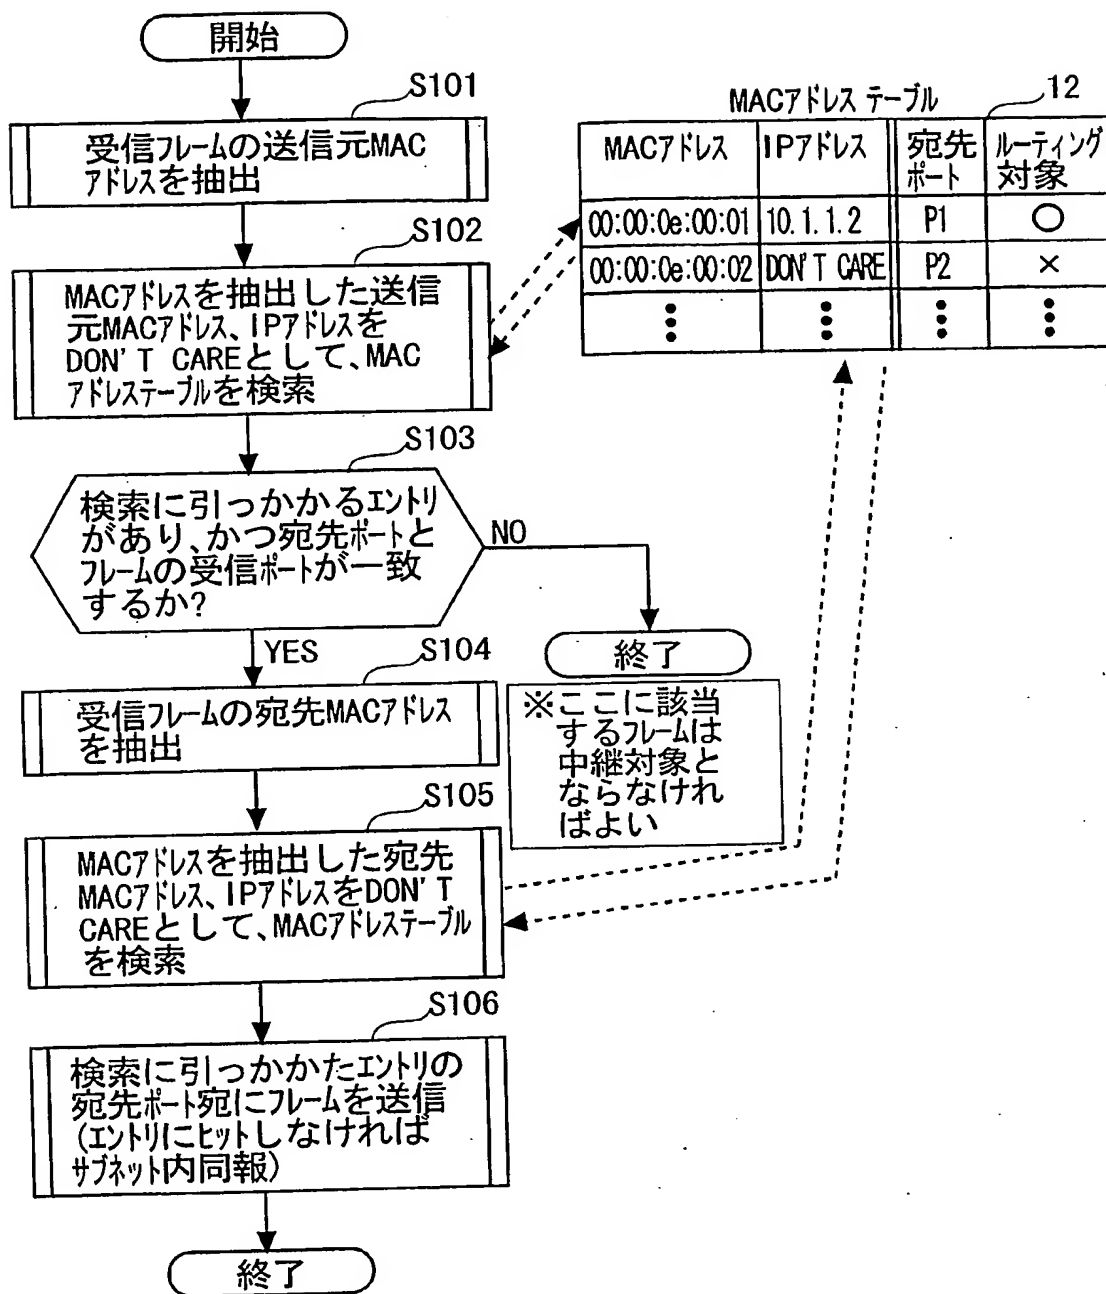 開始
S101
受信フレームの送信元MAC
アドレスを抽出
S102
MACアドレスを抽出した送信
元MACアドレス、IPアドレスを
DON'T CAREとして、MAC
アドレステーブルを検索
S103
検索に引っかかるエントリ
があり、かつ宛先ポートと
フレームの受信ポートが一致
するか?
NO
終了
※ここに該当
するフレームは
中継対象と
ならなけれ
ばよい
YES
S104
受信フレームの宛先MACアドレス
を抽出
S105
MACアドレスを抽出した宛先
MACアドレス、IPアドレスをDON'T
CAREとして、MACアドレステーブル
を検索
S106
検索に引っかかたエントリの
宛先ポート宛にフレームを送信
(エントリにヒットしなければ
サブネット内同報)
終了
MACアドレス テーブル
12
MACアドレス IPアドレス 宛先ポート ルーティング対象
00:00:0e:00:01 10.1.1.2 P1 ○
00:00:0e:00:02 DON'T CARE P2 ×